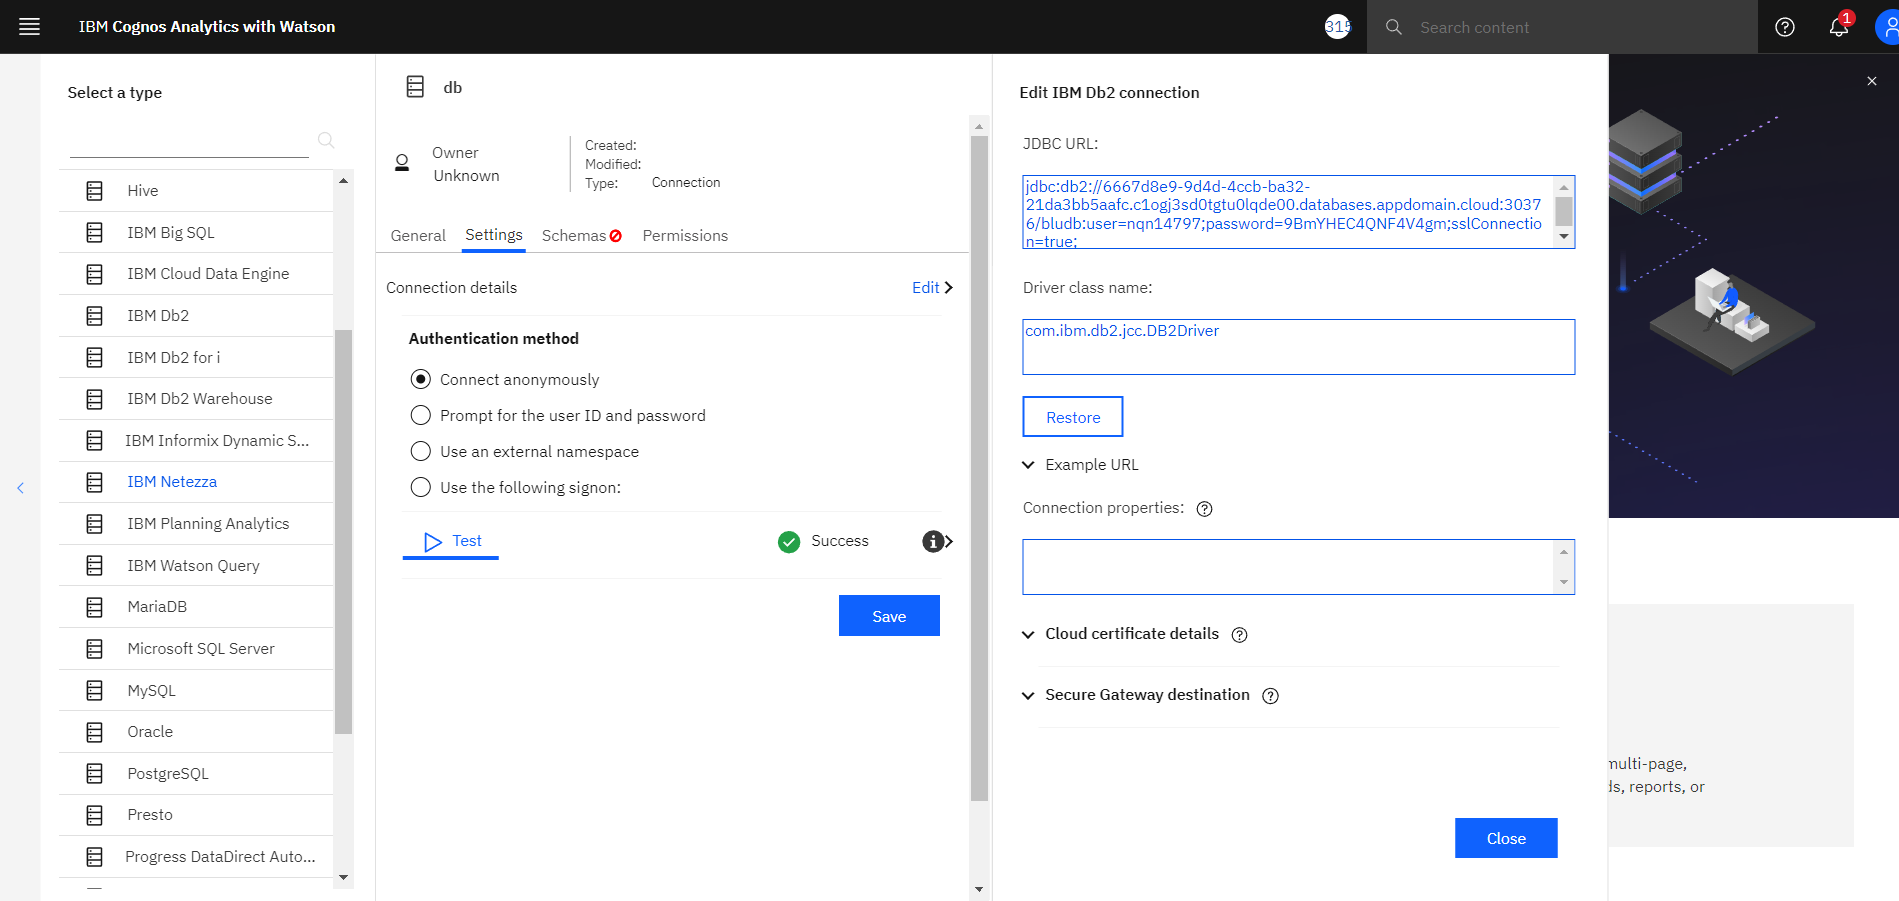 IBM Cognos Analytics with Watson
315
Search content
1
Select a type
Hive
IBM Big SQL
IBM Cloud Data Engine
IBM Db2
IBM Db2 for i
IBM Db2 Warehouse
IBM Informix Dynamic S...
IBM Netezza
IBM Planning Analytics
IBM Watson Query
MariaDB
Microsoft SQL Server
MySQL
Oracle
PostgreSQL
Presto
Progress DataDirect Auto...
db
Owner
Unknown
Created:
Modified:
Type: Connection
General Settings Schemas Permissions
Connection details Edit
Authentication method
Connect anonymously
Prompt for the user ID and password
Use an external namespace
Use the following signon:
Test Success
Save
Edit IBM Db2 connection
JDBC URL:
jdbc:db2://6667d8e9-9d4d-4ccb-ba32-
21da3bb5aafc.c1ogj3sd0tgtu0lqde00.databases.appdomain.cloud:3037
6/bludb:user=nqn14797;password=9BmYHEC4QNF4V4gm;sslConnectio
n=true;
Driver class name:
com.ibm.db2.jcc.DB2Driver
Restore
Example URL
Connection properties:
Cloud certificate details
Secure Gateway destination
Close
multi-page,
ds, reports, or